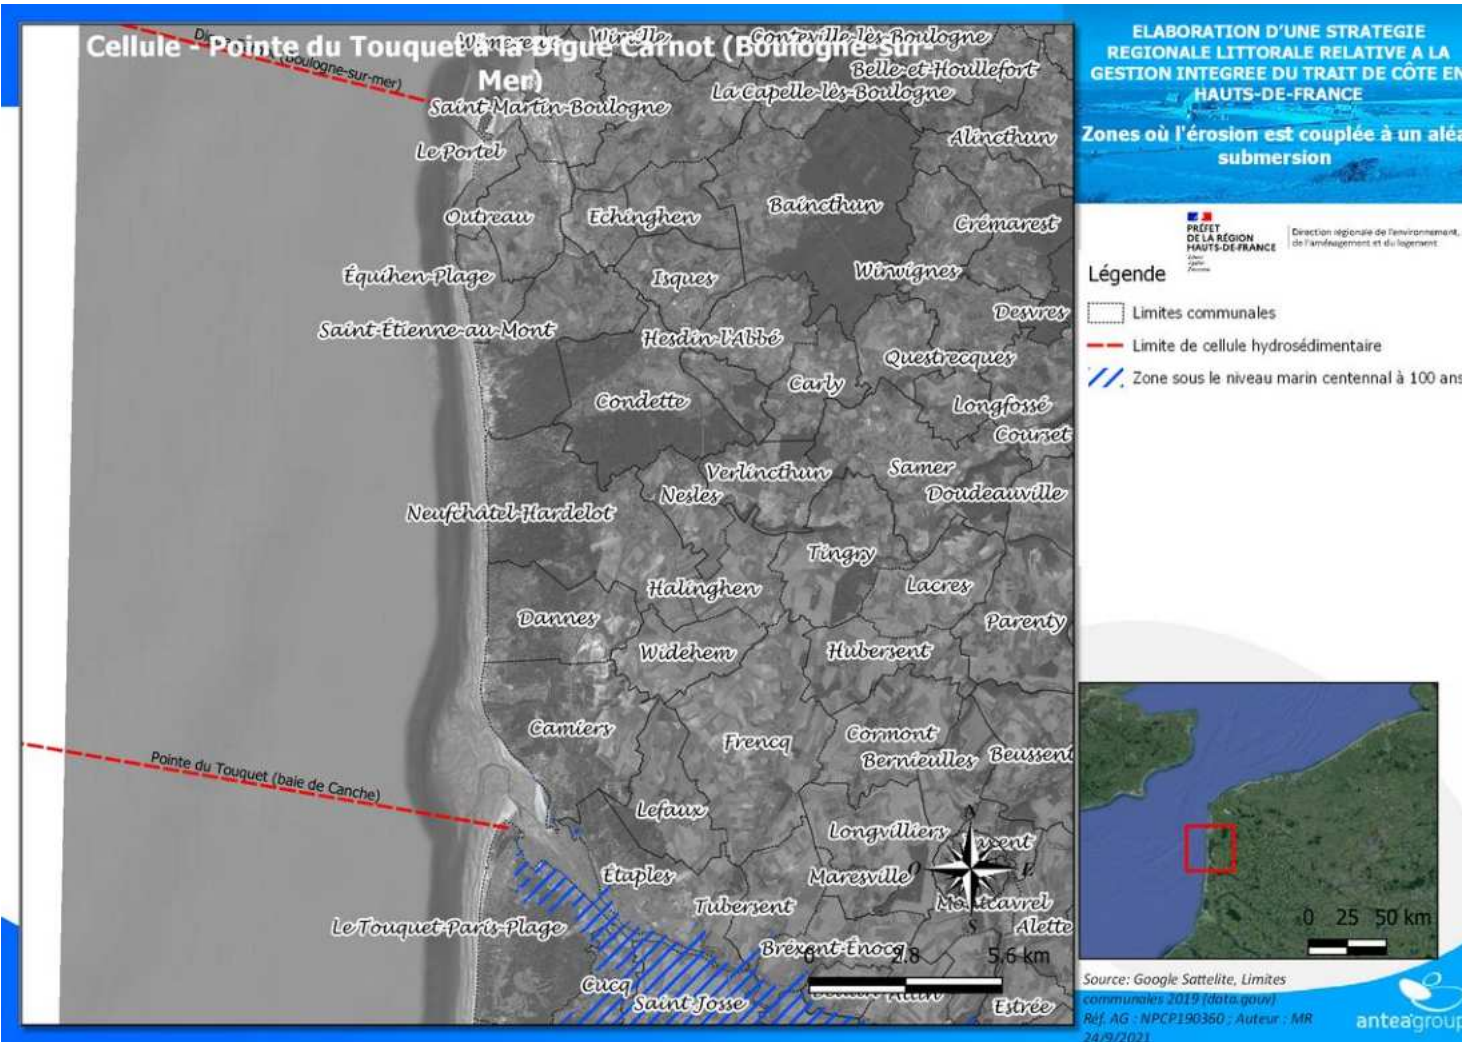 Cellule - Pointe du Touquet à la Digue Carnot (Boulogne-sur-
Mer)
(Boulogne-sur-mer)
Conteville-lès-Boulogne
Belle-et-Houllefort
La Capelle-lès-Boulogne
Saint-Martin-Boulogne
Alincthun
Le Portel
Baincthun
Outreau
Echinghen
Crémarest
Équihen-Plage
Isques
Wirwignes
Desvres
Saint-Étienne-au-Mont
Hesdin-l'Abbé
Questrecques
Carly
Condette
Longfossé
Courset
Verlincthun
Samer
Nesles
Doudeauville
Neufchâtel-Hardelot
Tingry
Halinghen
Lacres
Dannes
Parenty
Widehem
Hubersent
Camiers
Frencq
Cormont
Bernieulles
Beussent
Pointe du Touquet (baie de Canche)
Lefaux
Longvilliers
Étaples
Maresville
O
E
S
Tubersent
Montcavrel
Alette
Le Touquet-Paris-Plage
Bréxent-Énocq
0 2.8 5.6 km
Cucq
Saint-Josse
Estrée
ELABORATION D'UNE STRATEGIE
REGIONALE LITTORALE RELATIVE A LA
GESTION INTEGREE DU TRAIT DE CÔTE EN
HAUTS-DE-FRANCE
Zones où l'érosion est couplée à un aléa
submersion
PRÉFET
DE LA RÉGION
HAUTS-DE-FRANCE
Direction régionale de l'environnement,
de l'aménagement et du logement
Légende
Limites communales
Limite de cellule hydrosédimentaire
Zone sous le niveau marin centennal à 100 ans
0 25 50 km
Source: Google Sattelite, Limites
communales 2019 (data.gouv)
Réf. AG : NPCP190360 ; Auteur : MR
24/9/2021
anteagroup